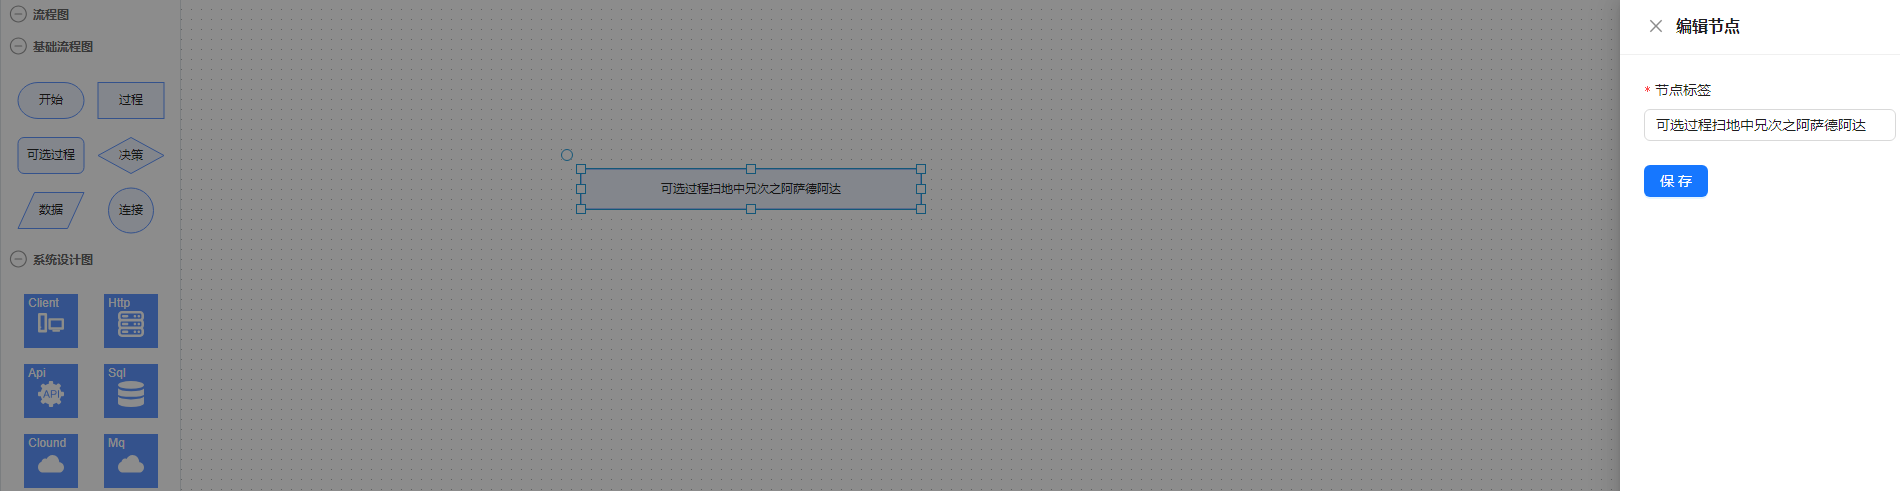 流程图
基础流程图
开始
过程
可选过程
决策
数据
连接
系统设计图
Client
Http
Api
API
Sql
Clound
Mq
可选过程扫地中兄次之阿萨德阿达
编辑节点
* 节点标签
可选过程扫地中兄次之阿萨德阿达
保 存